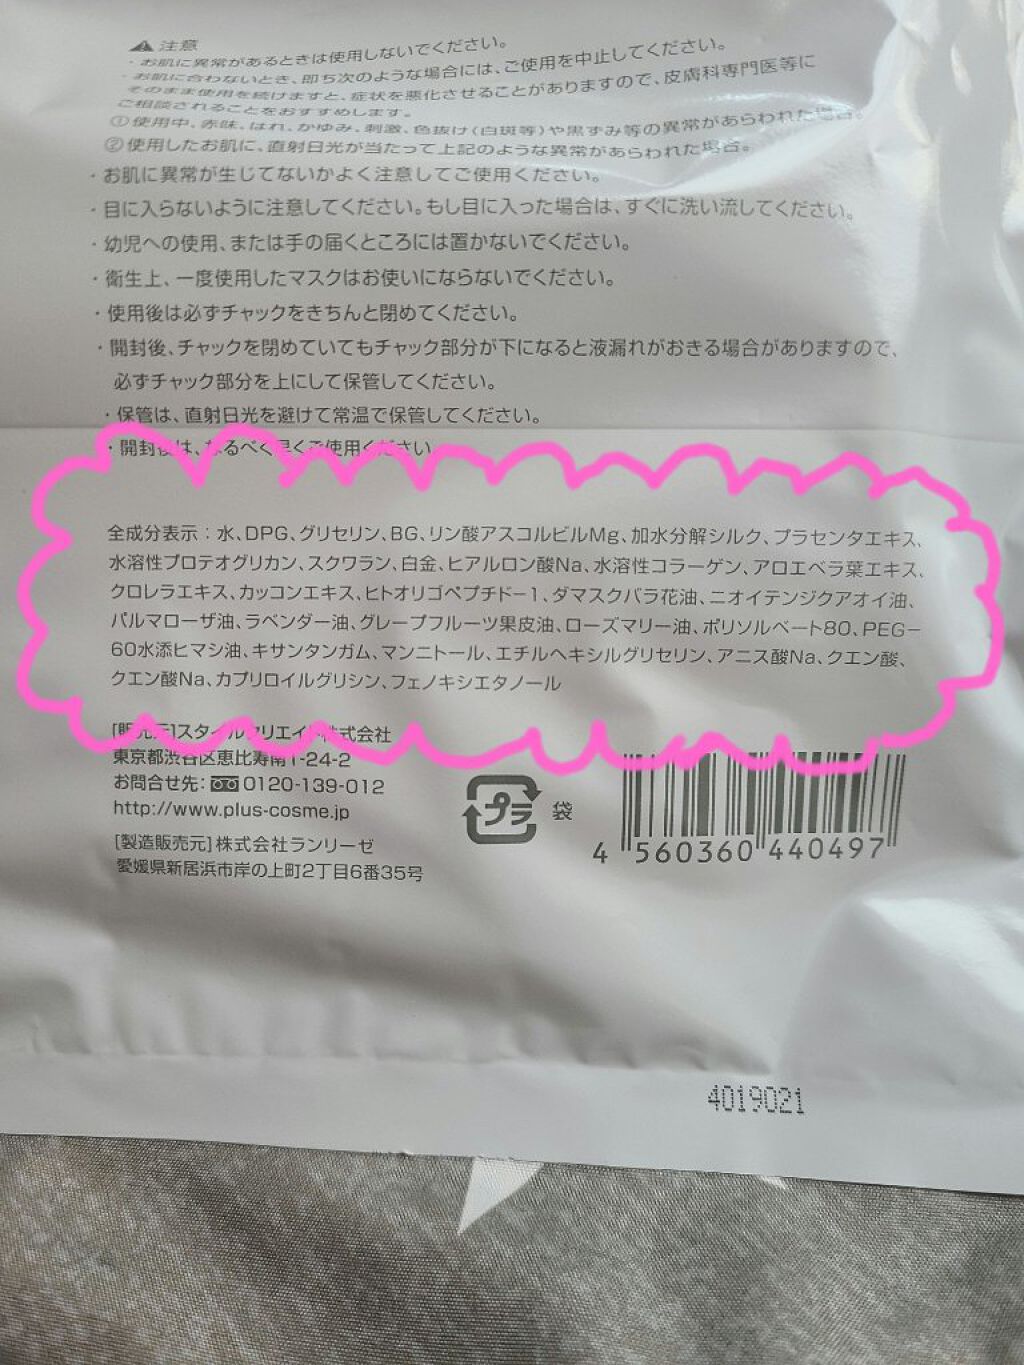 ⚠注意
・お肌に異常があるときは使用しないでください。
・お肌に合わないとき、即ち次のような場合には、ご使用を中止してください。
そのまま使用を続けますと、症状を悪化させることがありますので、皮膚科専門医等に
ご相談されることをおすすめします。
①使用中、赤味、はれ、かゆみ、刺激、色抜け(白斑等)や黒ずみ等の異常があらわれた場合。
②使用したお肌に、直射日光が当たって上記のような異常があらわれた場合。
・お肌に異常が生じてないかよく注意してご使用ください。
・目に入らないように注意してください。もし目に入った場合は、すぐに洗い流してください。
・幼児への使用、または手の届くところには置かないでください。
・衛生上、一度使用したマスクはお使いにならないでください。
・使用後は必ずチャックをきちんと閉めてください。
・開封後、チャックを閉めていてもチャック部分が下になると液漏れがおきる場合がありますので、
必ずチャック部分を上にして保管してください。
・保管は、直射日光を避けて常温で保管してください。
・開封後は、なるべく早くご使用ください
全成分表示：水、DPG、グリセリン、BG、リン酸アスコルビルMg、加水分解シルク、プラセンタエキス、
水溶性プロテオグリカン、スクワラン、白金、ヒアルロン酸Na、水溶性コラーゲン、アロエベラ葉エキス、
クロレラエキス、カッコンエキス、ヒトオリゴペプチド-1、ダマスクバラ花油、ニオイテンジクアオイ油、
パルマローザ油、ラベンダー油、グレープフルーツ果皮油、ローズマリー油、ポリソルベート80、PEG-
60水添ヒマシ油、キサンタンガム、マンニトール、エチルヘキシルグリセリン、アニス酸Na、クエン酸、
クエン酸Na、カプリロイルグリシン、フェノキシエタノール
[販売元]スタイルクリエイト株式会社
東京都渋谷区恵比寿南1-24-2
お問合せ先：0120-139-012
http://www.plus-cosme.jp
[製造販売元]株式会社ランリーゼ
愛媛県新居浜市岸の上町2丁目6番35号
プラ 袋
4 560360 440497
4019021